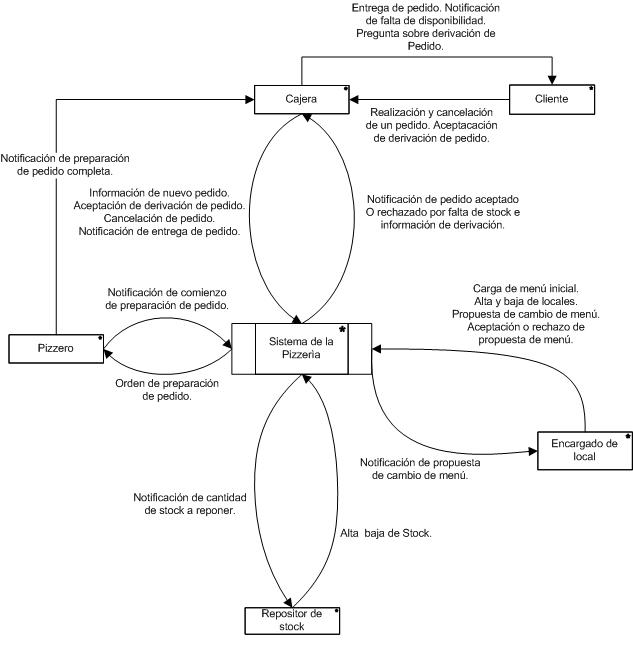 Entrega de pedido. Notificación
de falta de disponibilidad.
Pregunta sobre derivación de
Pedido.
Cajera
Cliente
Realización y cancelación
de un pedido. Aceptacación
de derivación de pedido.
Notificación de preparación
de pedido completa.
Información de nuevo pedido.
Aceptación de derivación de pedido.
Cancelación de pedido.
Notificación de entrega de pedido.
Notificación de pedido aceptado
O rechazado por falta de stock e
información de derivación.
Notificación de comienzo
de preparación de pedido.
Carga de menú inicial.
Alta y baja de locales.
Propuesta de cambio de menú.
Aceptación o rechazo de
propuesta de menú.
Pizzero
Sistema de la
Pizzerìa
Orden de preparación
de pedido.
Encargado de
local
Notificación de propuesta
de cambio de menú.
Notificación de cantidad
de stock a reponer.
Alta  baja de Stock.
Repositor de
stock